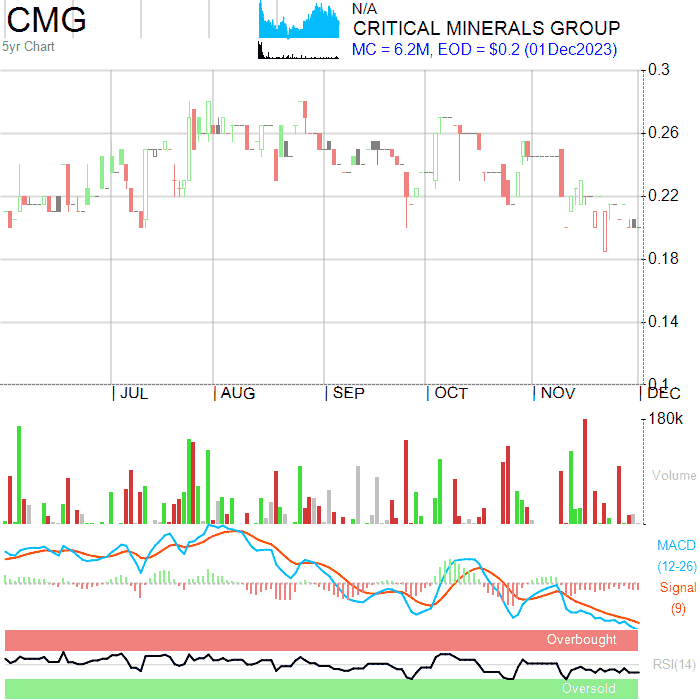 CMG
5yr Chart
N/A
CRITICAL MINERALS GROUP
MC = 6.2M, EOD = $0.2 (01Dec2023)
0.3
0.26
0.22
0.18
0.14
0.1
JUL AUG SEP OCT NOV DEC
180k
Volume
MACD
(12-26)
Signal
(9)
Overbought
RSI(14)
Oversold